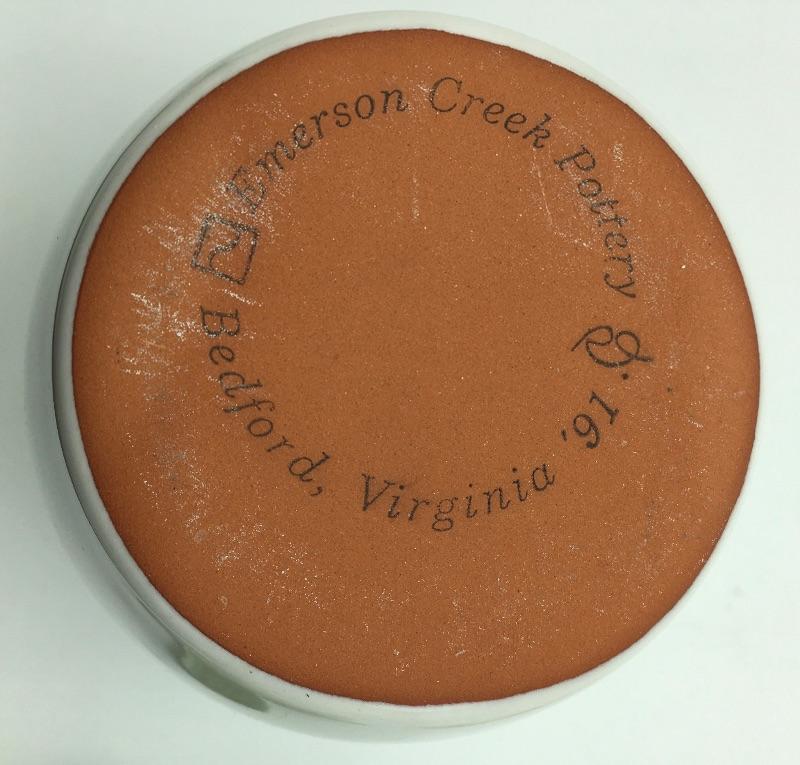 Emerson Creek Pottery
Bedford, Virginia '91